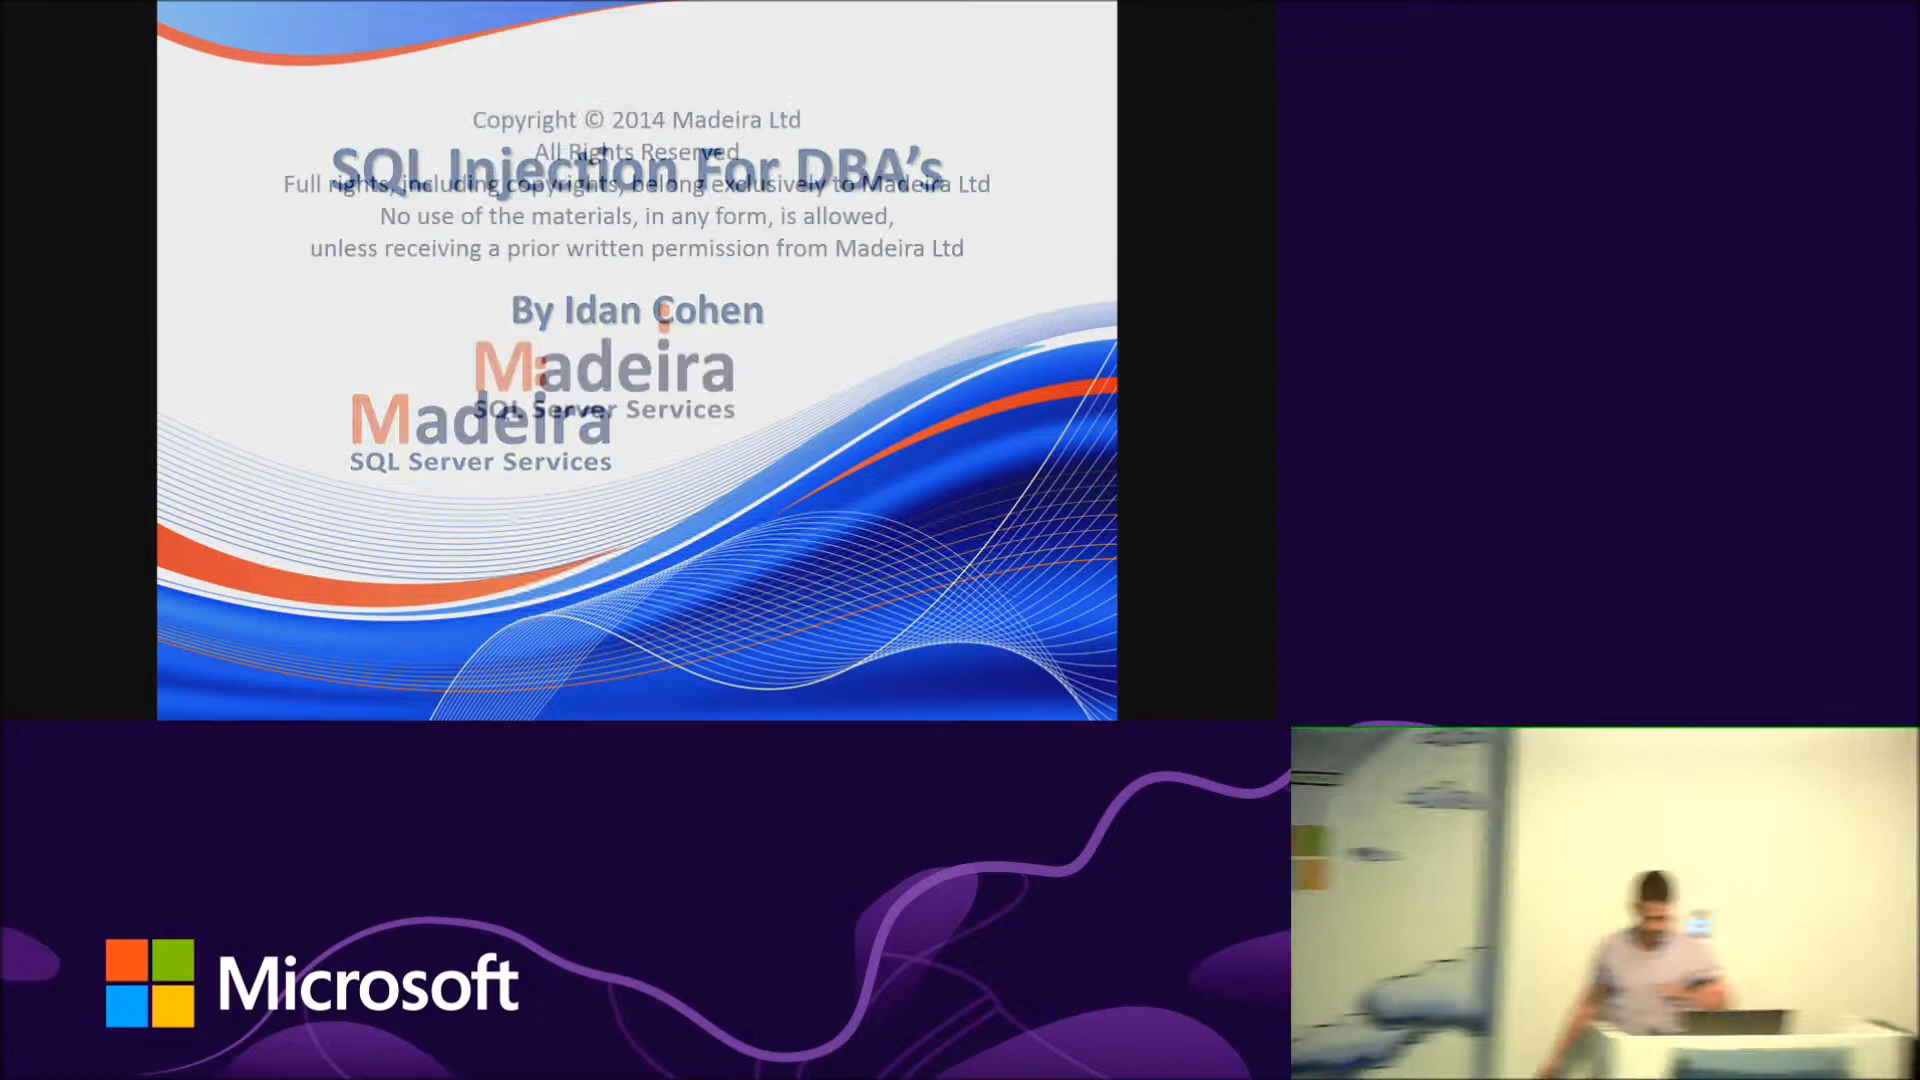 Copyright © 2014 Madeira Ltd
All Rights Reserved
SQL Injection For DBA's
Full rights, including copyrights, belong exclusively to Madeira Ltd
No use of the materials, in any form, is allowed,
unless receiving a prior written permission from Madeira Ltd
By Idan Cohen
Madeira
SQL Server Services
Madeira
SQL Server Services
Microsoft